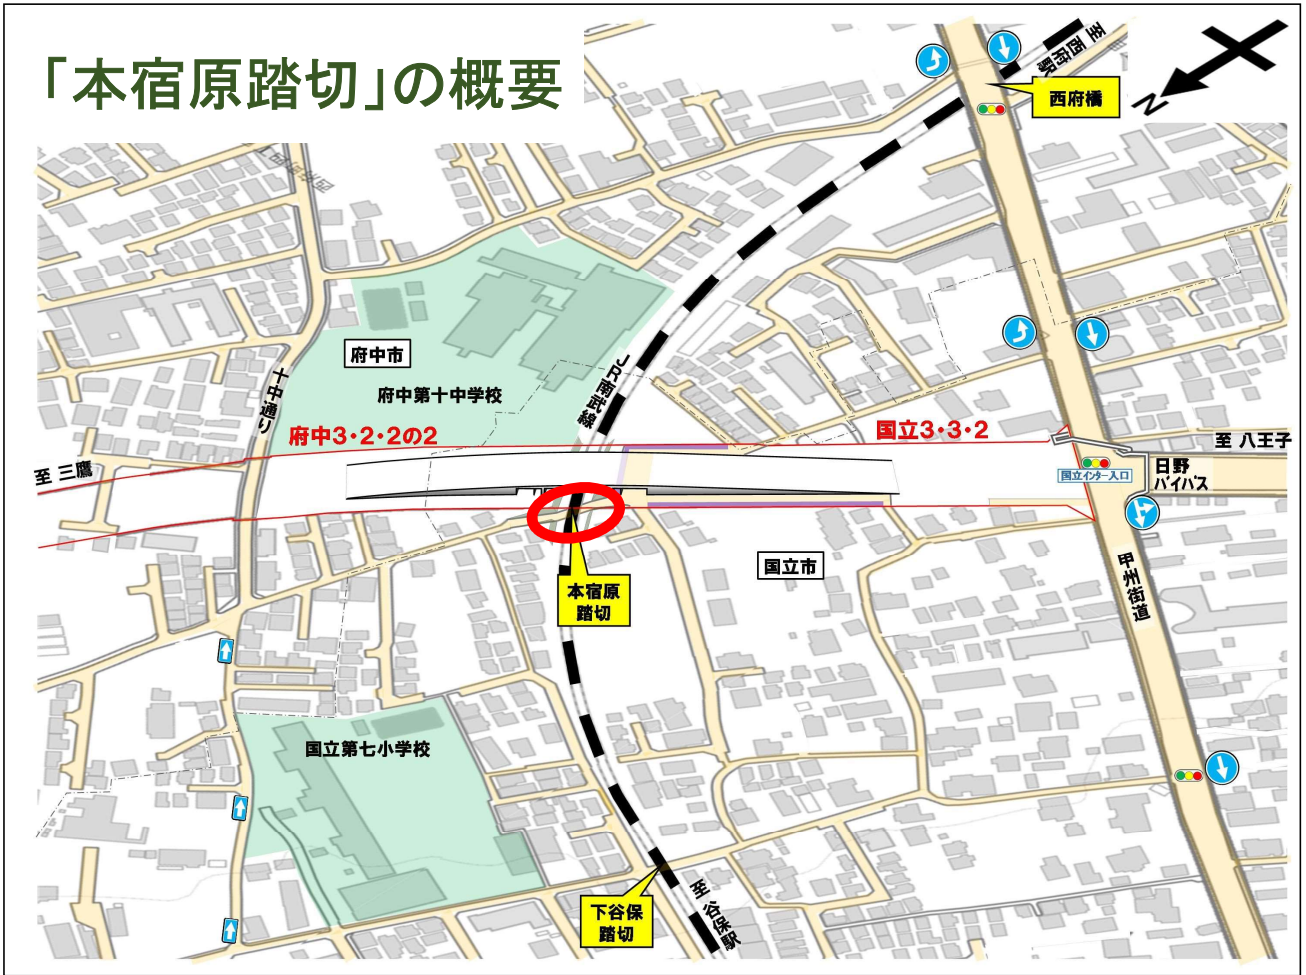 「本宿原踏切」の概要
至 西府駅
西府橋
N
府中市
府中第十中学校
十中通り
JR南武線
府中3・2・2の2
国立3・3・2
至 三鷹
至 八王子
国立インター入口
日野
バイパス
国立市
本宿原
踏切
甲州街道
国立第七小学校
下谷保
踏切
至 谷保駅